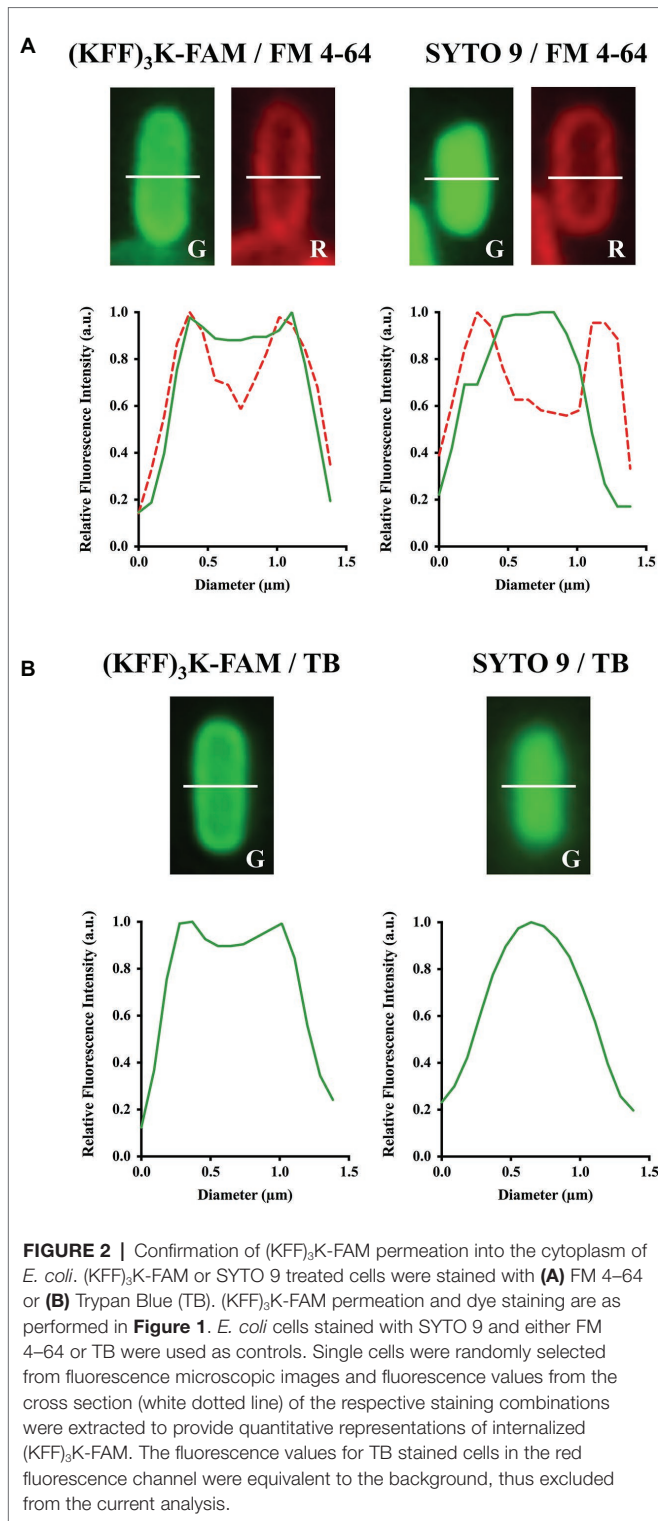 A
(KFF)₃K-FAM / FM 4-64
SYTO 9 / FM 4-64
G
R
G
R
Relative Fluorescence Intensity (a.u.)
1.0
0.8
0.6
0.4
0.2
0.0
0.0
0.5
1.0
1.5
Diameter (µm)
Relative Fluorescence Intensity (a.u.)
1.0
0.8
0.6
0.4
0.2
0.0
0.0
0.5
1.0
1.5
Diameter (µm)
B
(KFF)₃K-FAM / TB
SYTO 9 / TB
G
G
Relative Fluorescence Intensity (a.u.)
1.0
0.8
0.6
0.4
0.2
0.0
0.0
0.5
1.0
1.5
Diameter (µm)
Relative Fluorescence Intensity (a.u.)
1.0
0.8
0.6
0.4
0.2
0.0
0.0
0.5
1.0
1.5
Diameter (µm)
FIGURE 2 | Confirmation of (KFF)₃K-FAM permeation into the cytoplasm of
E. coli. (KFF)₃K-FAM or SYTO 9 treated cells were stained with (A) FM 4–64
or (B) Trypan Blue (TB). (KFF)₃K-FAM permeation and dye staining are as
performed in Figure 1. E. coli cells stained with SYTO 9 and either FM
4–64 or TB were used as controls. Single cells were randomly selected
from fluorescence microscopic images and fluorescence values from the
cross section (white dotted line) of the respective staining combinations
were extracted to provide quantitative representations of internalized
(KFF)₃K-FAM. The fluorescence values for TB stained cells in the red
fluorescence channel were equivalent to the background, thus excluded
from the current analysis.